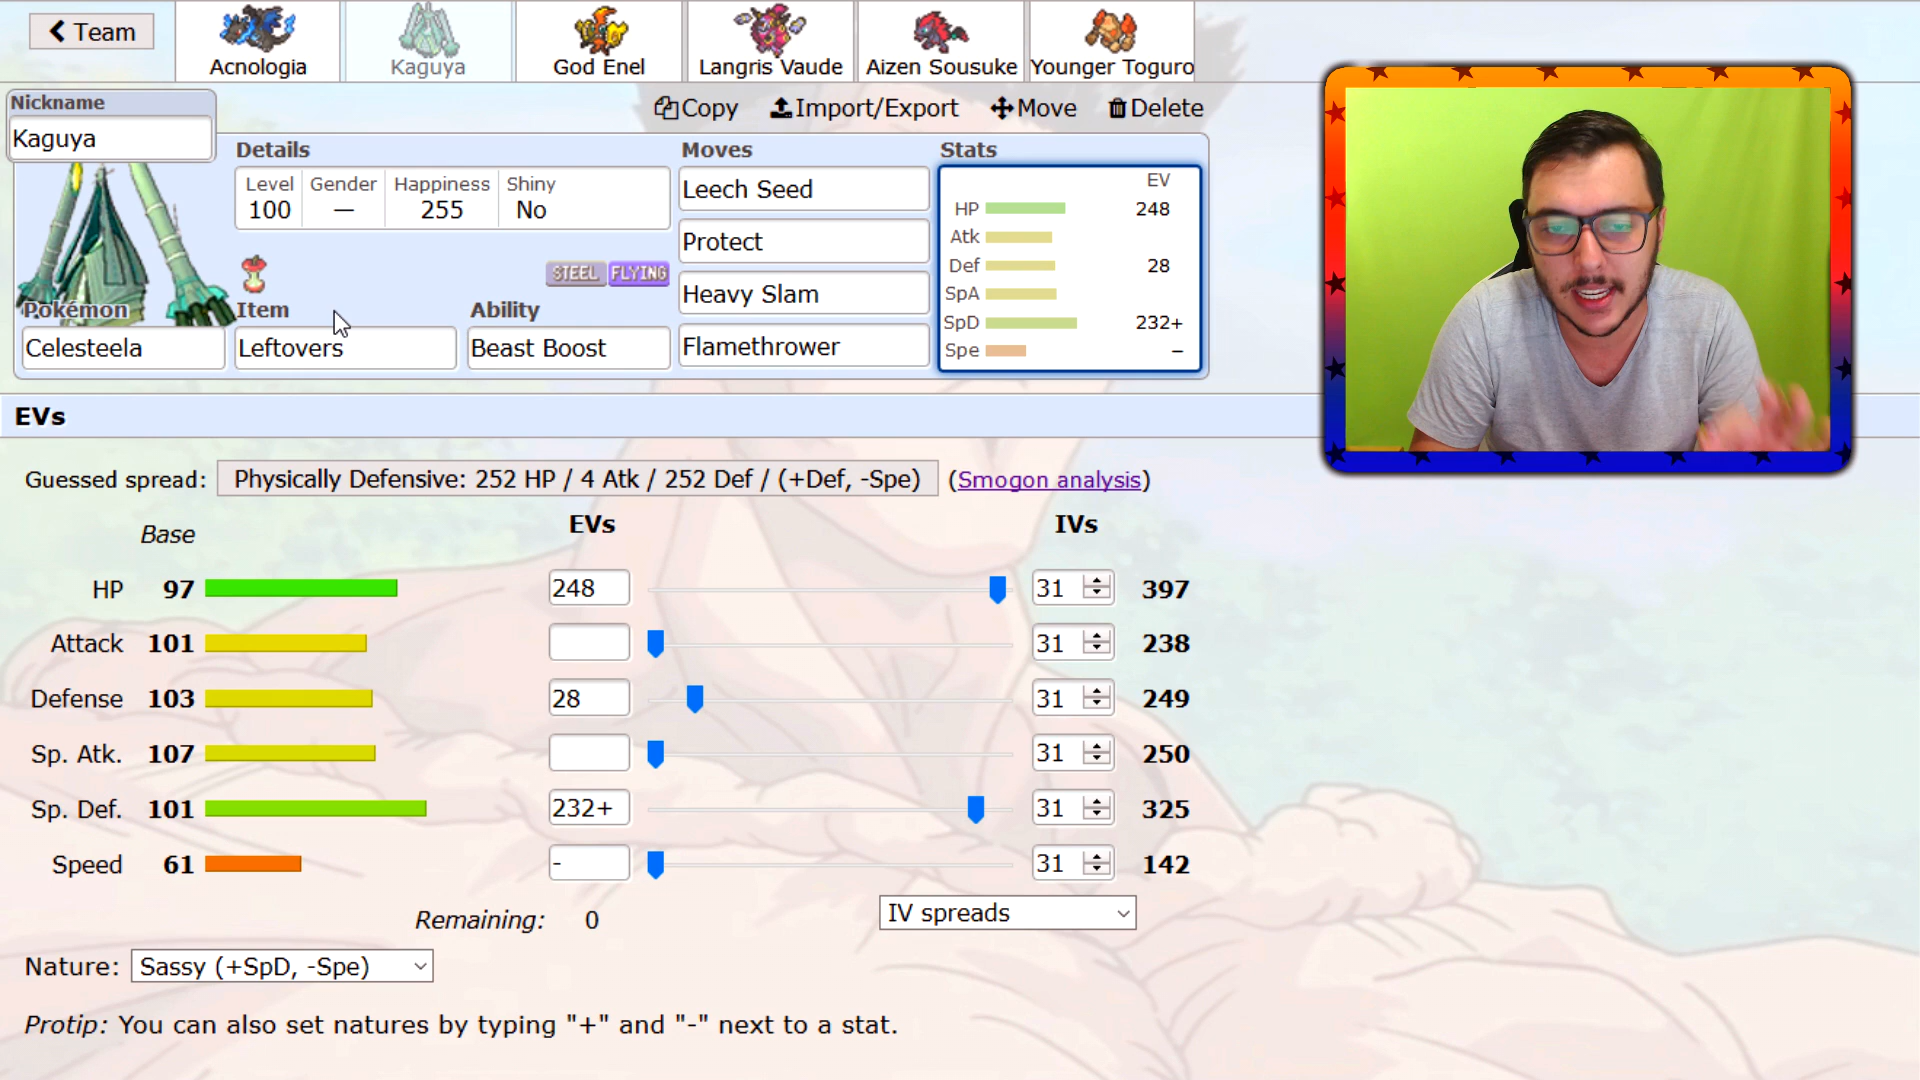 Team
Acnologia
Kaguya
God Enel
Langris Vaude
Aizen Sousuke
Younger Toguro
Nickname
Kaguya
Copy
Import/Export
Move
Delete
Details
Level
100
Gender
—
Happiness
255
Shiny
No
STEEL FLYING
Pokémon
Celesteela
Item
Leftovers
Ability
Beast Boost
Moves
Leech Seed
Protect
Heavy Slam
Flamethrower
Stats
EV
HP 248
Atk
Def 28
SpA
SpD 232+
Spe –
EVs
Guessed spread: Physically Defensive: 252 HP / 4 Atk / 252 Def / (+Def, -Spe) (Smogon analysis)
Base EVs IVs
HP 97 248 31 397
Attack 101 31 238
Defense 103 28 31 249
Sp. Atk. 107 31 250
Sp. Def. 101 232+ 31 325
Speed 61 - 31 142
Remaining: 0 IV spreads
Nature: Sassy (+SpD, -Spe)
Protip: You can also set natures by typing "+" and "-" next to a stat.